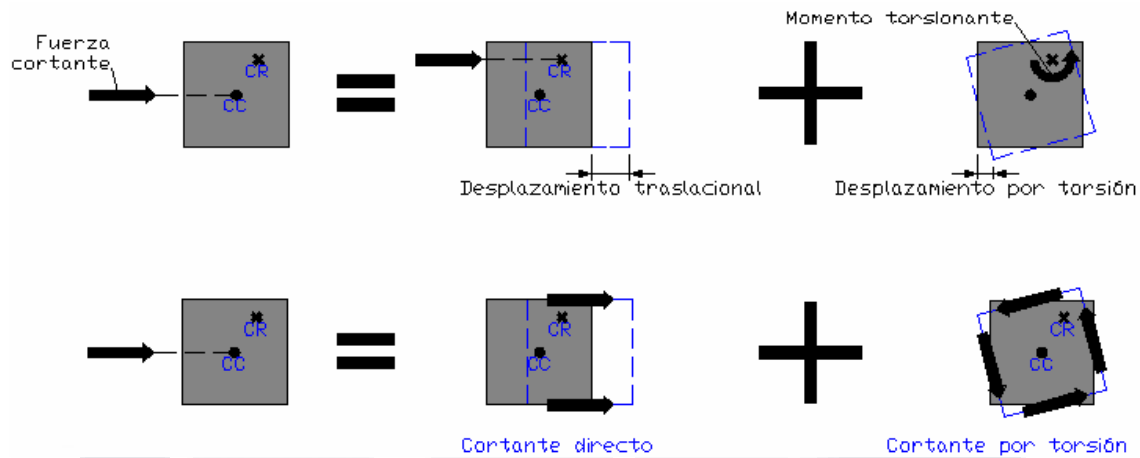 Momento torsionante
Fuerza
cortante
CR
CC
CR
CC
Desplazamiento traslacional
Desplazamiento por torsión
CR
CC
CR
CC
CR
CC
Cortante directo
Cortante por torsión